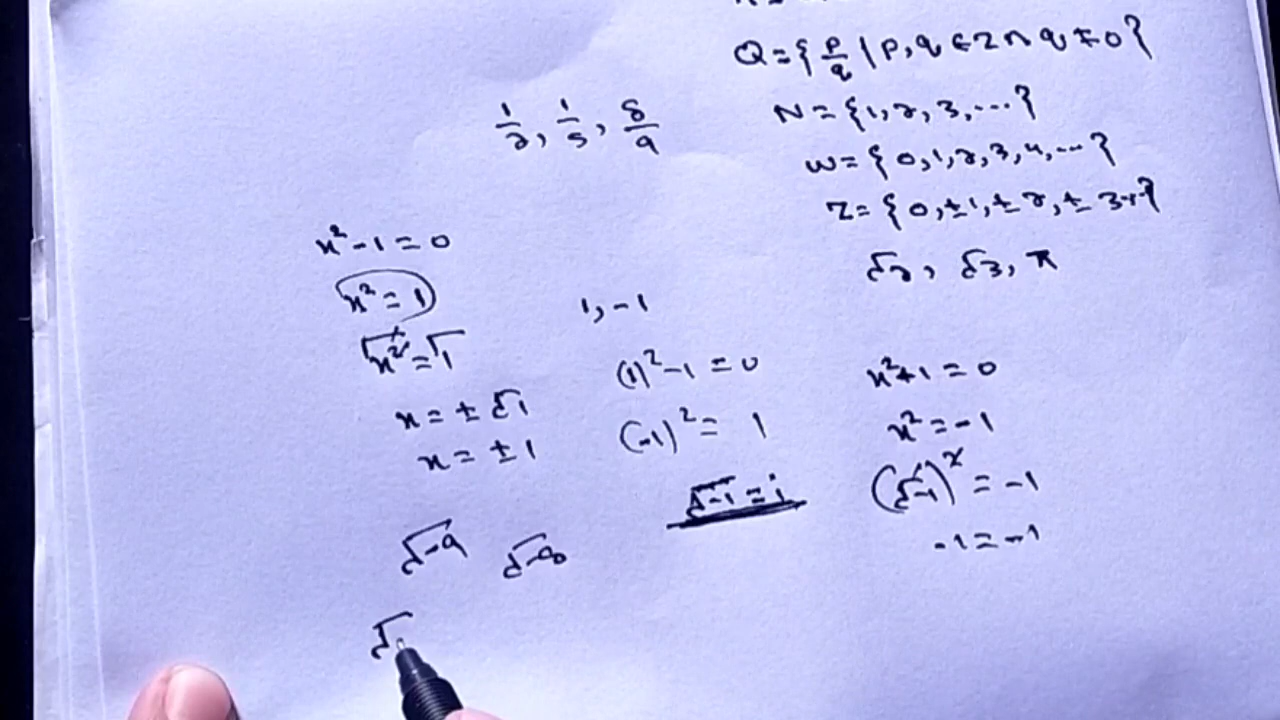 Q = { p/q | p, q ∈ Z ∧ q ≠ 0 }
1/2, 1/5, 8/9
N = {1, 2, 3, ...}
W = {0, 1, 2, 3, 4, ...}
Z = {0, ±1, ±2, ±3...}
√2, √3, π
x² - 1 = 0
x² = 1
√x² = √1
x = ± √1
x = ± 1
1, -1
(1)² - 1 = 0
(-1)² = 1
√-1 = i
x² + 1 = 0
x² = -1
(√-1)² = -1
-1 = -1
√-9 √-8
√